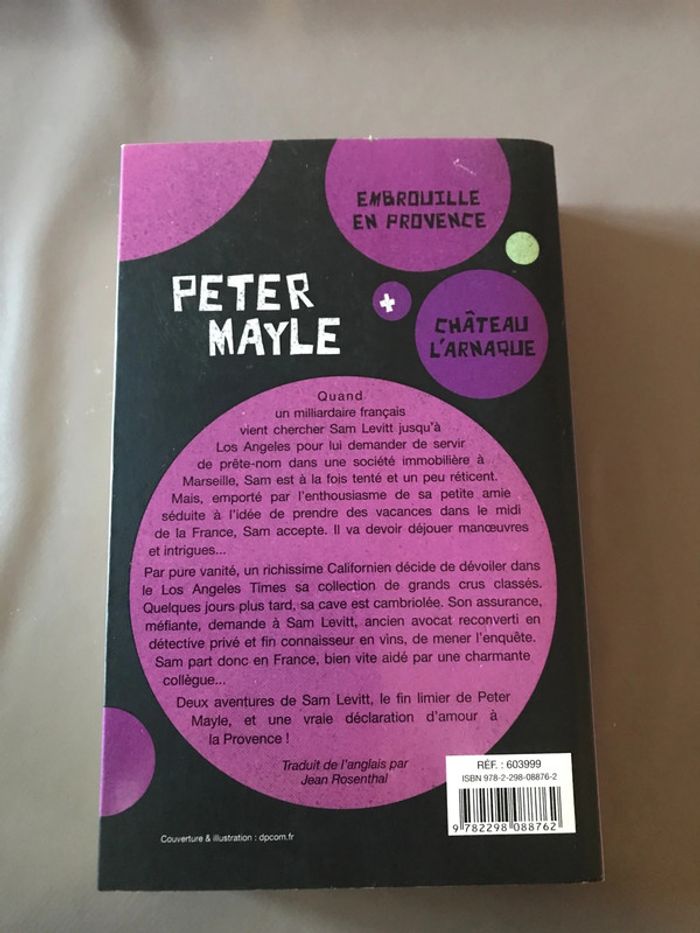 EMBROUILLE
EN PROVENCE
PETER
MAYLE
+
CHÂTEAU
L'ARNAQUE
Quand
un milliardaire français
vient chercher Sam Levitt jusqu'à
Los Angeles pour lui demander de servir
de prête-nom dans une société immobilière à
Marseille, Sam est à la fois tenté et un peu réticent.
Mais, emporté par l'enthousiasme de sa petite amie
séduite à l'idée de prendre des vacances dans le midi
de la France, Sam accepte. Il va devoir déjouer manœuvres
et intrigues...
Par pure vanité, un richissime Californien décide de dévoiler dans
le Los Angeles Times sa collection de grands crus classés.
Quelques jours plus tard, sa cave est cambriolée. Son assurance,
méfiante, demande à Sam Levitt, ancien avocat reconverti en
détective privé et fin connaisseur en vins, de mener l'enquête.
Sam part donc en France, bien vite aidé par une charmante
collègue...
Deux aventures de Sam Levitt, le fin limier de Peter
Mayle, et une vraie déclaration d'amour à
la Provence !
Traduit de l'anglais par
Jean Rosenthal
RÉF. : 603999
ISBN 978-2-298-08876-2
9 782298 088762
Couverture & illustration : dpcom.fr